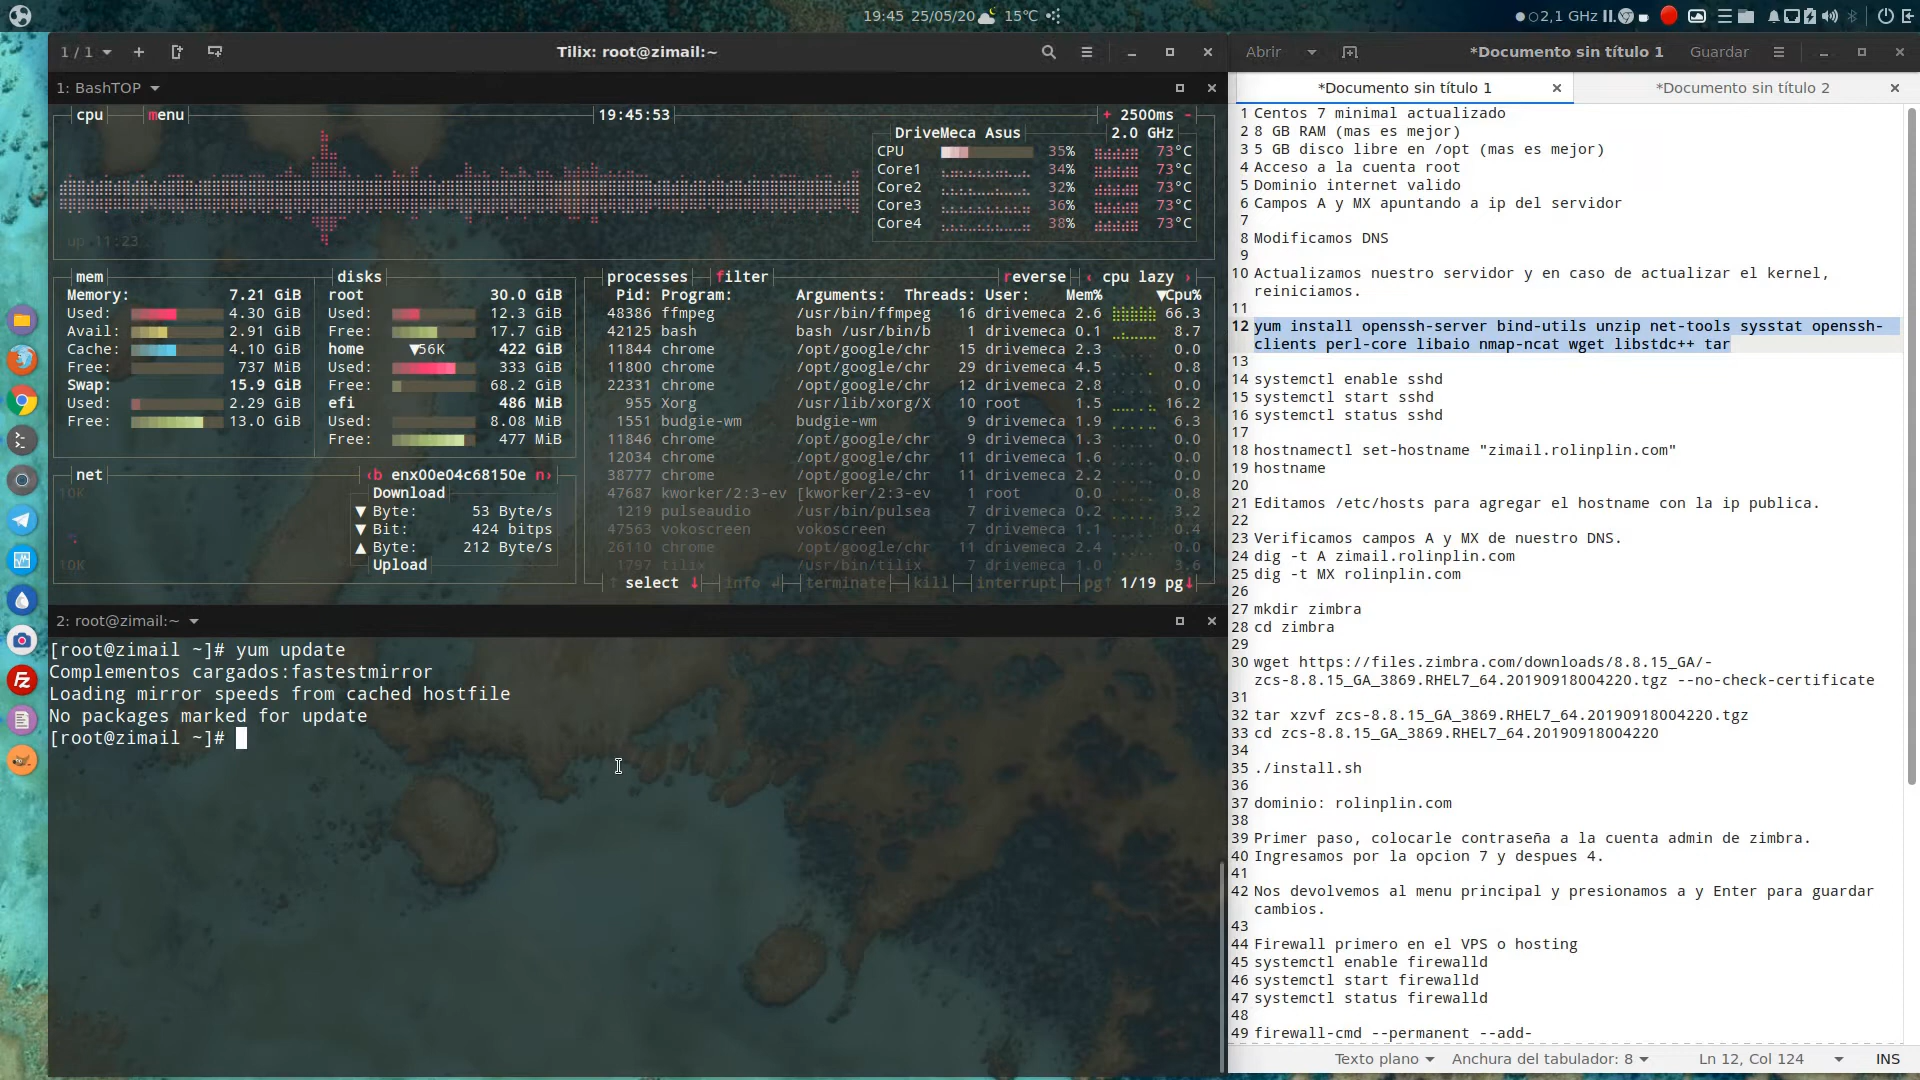 19:45 25/05/20 15℃
2,1 GHz
1 / 1
Tilix: root@zimail:~
1: BashTOP
cpu menu 19:45:53 + 2500ms -
DriveMeca Asus 2.0 GHz
CPU 35% 73°C
Core1 34% 73°C
Core2 32% 73°C
Core3 36% 73°C
Core4 38% 73°C
up 11:23
mem
Memory: 7.21 GiB
Used: 4.30 GiB
Avail: 2.91 GiB
Cache: 4.10 GiB
Free: 737 MiB
Swap: 15.9 GiB
Used: 2.29 GiB
Free: 13.0 GiB
disks
root 30.0 GiB
Used: 12.3 GiB
Free: 17.7 GiB
home ▼56K 422 GiB
Used: 333 GiB
Free: 68.2 GiB
efi 486 MiB
Used: 8.08 MiB
Free: 477 MiB
net ‹b enx00e04c68150e n›
10K
Download
▼ Byte: 53 Byte/s
▼ Bit: 424 bitps
▲ Byte: 212 Byte/s
Upload
10K
processes filter reverse ‹ cpu lazy ›
Pid: Program: Arguments: Threads: User: Mem% ▼Cpu%
48386 ffmpeg /usr/bin/ffmpeg 16 drivemeca 2.6 66.3
42125 bash bash /usr/bin/b 1 drivemeca 0.1 8.7
11844 chrome /opt/google/chr 15 drivemeca 2.3 0.0
11800 chrome /opt/google/chr 29 drivemeca 4.5 0.8
22331 chrome /opt/google/chr 12 drivemeca 2.8 0.0
955 Xorg /usr/lib/xorg/X 10 root 1.5 16.2
1551 budgie-wm budgie-wm 9 drivemeca 1.9 6.3
11846 chrome /opt/google/chr 9 drivemeca 1.3 0.0
12034 chrome /opt/google/chr 11 drivemeca 1.6 0.0
38777 chrome /opt/google/chr 11 drivemeca 2.2 0.0
47687 kworker/2:3-ev [kworker/2:3-ev 1 root 0.0 0.8
1219 pulseaudio /usr/bin/pulsea 7 drivemeca 0.2 3.2
47563 vokoscreen vokoscreen 7 drivemeca 1.1 0.4
26110 chrome /opt/google/chr 11 drivemeca 2.4 0.0
1797 tilix /usr/bin/tilix 7 drivemeca 1.0 3.6
↑ select ↓ info ↲ terminate kill interrupt pg↑ 1/19 pg↓
2: root@zimail:~
[root@zimail ~]# yum update
Complementos cargados:fastestmirror
Loading mirror speeds from cached hostfile
No packages marked for update
[root@zimail ~]#
Abrir *Documento sin título 1 Guardar
*Documento sin título 1 *Documento sin título 2
1 Centos 7 minimal actualizado
2 8 GB RAM (mas es mejor)
3 5 GB disco libre en /opt (mas es mejor)
4 Acceso a la cuenta root
5 Dominio internet valido
6 Campos A y MX apuntando a ip del servidor
7
8 Modificamos DNS
9
10 Actualizamos nuestro servidor y en caso de actualizar el kernel,
reiniciamos.
11
12 yum install openssh-server bind-utils unzip net-tools sysstat openssh-
clients perl-core libaio nmap-ncat wget libstdc++ tar
13
14 systemctl enable sshd
15 systemctl start sshd
16 systemctl status sshd
17
18 hostnamectl set-hostname "zimail.rolinplin.com"
19 hostname
20
21 Editamos /etc/hosts para agregar el hostname con la ip publica.
22
23 Verificamos campos A y MX de nuestro DNS.
24 dig -t A zimail.rolinplin.com
25 dig -t MX rolinplin.com
26
27 mkdir zimbra
28 cd zimbra
29
30 wget https://files.zimbra.com/downloads/8.8.15_GA/-
zcs-8.8.15_GA_3869.RHEL7_64.20190918004220.tgz --no-check-certificate
31
32 tar xzvf zcs-8.8.15_GA_3869.RHEL7_64.20190918004220.tgz
33 cd zcs-8.8.15_GA_3869.RHEL7_64.20190918004220
34
35 ./install.sh
36
37 dominio: rolinplin.com
38
39 Primer paso, colocarle contraseña a la cuenta admin de zimbra.
40 Ingresamos por la opcion 7 y despues 4.
41
42 Nos devolvemos al menu principal y presionamos a y Enter para guardar
cambios.
43
44 Firewall primero en el VPS o hosting
45 systemctl enable firewalld
46 systemctl start firewalld
47 systemctl status firewalld
48
49 firewall-cmd --permanent --add-
Texto plano Anchura del tabulador: 8 Ln 12, Col 124 INS